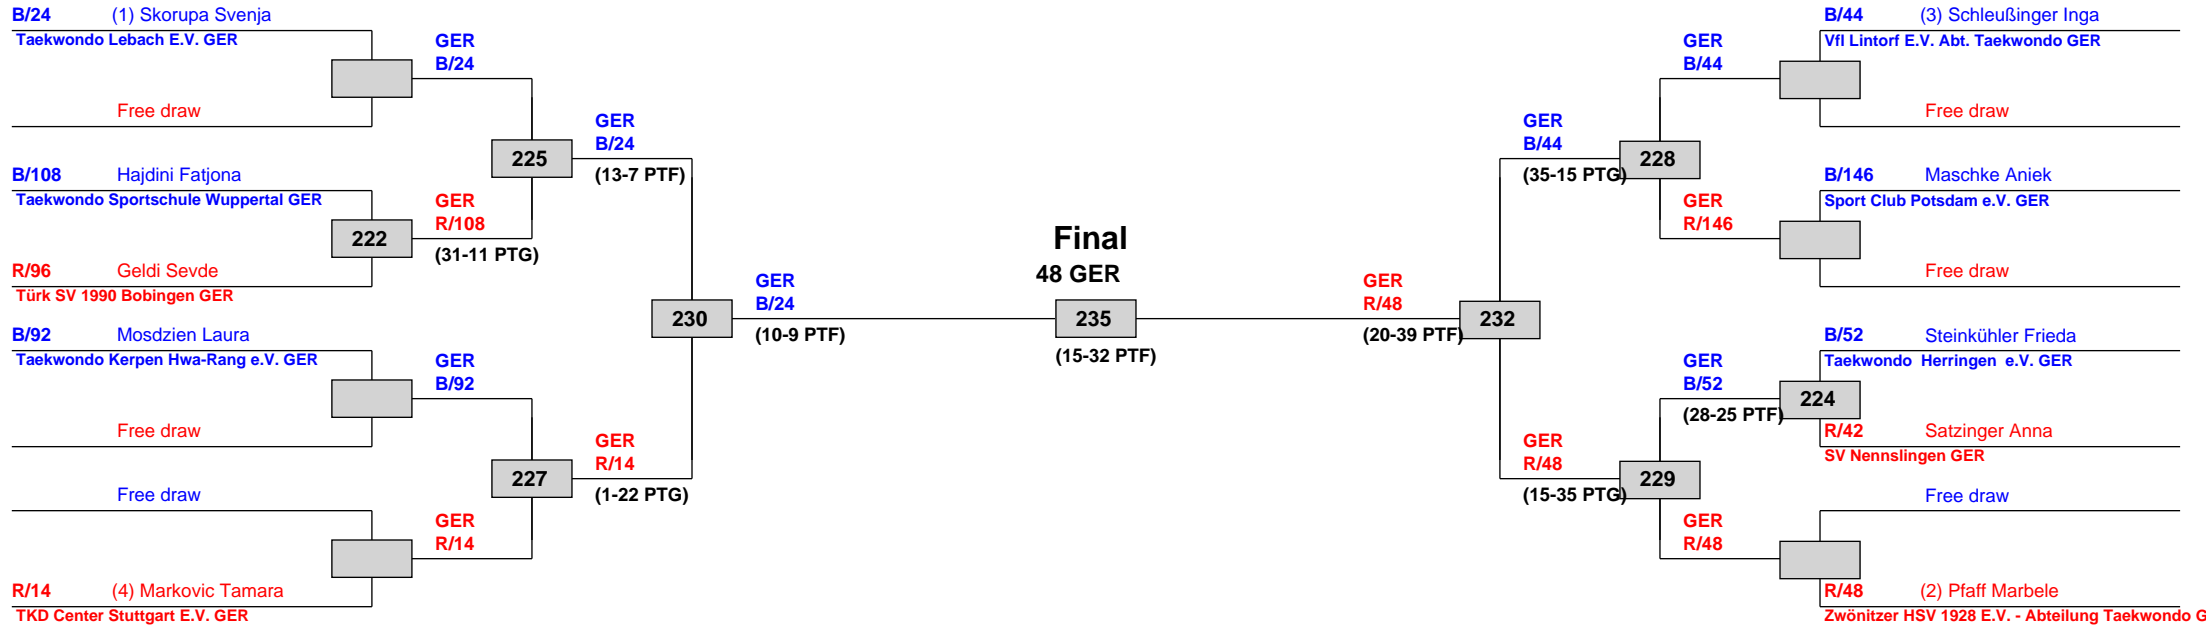 B/24 (1) Skorupa Svenja
Taekwondo Lebach E.V. GER
GER
B/24
Free draw
GER
B/24
225
(13-7 PTF)
B/108 Hajdini Fatjona
Taekwondo Sportschule Wuppertal GER
GER
R/108
222
(31-11 PTG)
R/96 Geldi Sevde
Türk SV 1990 Bobingen GER
GER
B/24
230
(10-9 PTF)
B/92 Mosdzien Laura
Taekwondo Kerpen Hwa-Rang e.V. GER
GER
B/92
Free draw
GER
R/14
227
(1-22 PTG)
Free draw
GER
R/14
R/14 (4) Markovic Tamara
TKD Center Stuttgart E.V. GER
Final
48 GER
235
(15-32 PTF)
B/44 (3) Schleußinger Inga
Vfl Lintorf E.V. Abt. Taekwondo GER
GER
B/44
Free draw
GER
B/44
228
(35-15 PTG)
B/146 Maschke Aniek
Sport Club Potsdam e.V. GER
GER
R/146
Free draw
GER
R/48
232
(20-39 PTF)
B/52 Steinkühler Frieda
Taekwondo  Herringen  e.V. GER
GER
B/52
224
(28-25 PTF)
R/42 Satzinger Anna
SV Nennslingen GER
GER
R/48
229
(15-35 PTG)
Free draw
GER
R/48
R/48 (2) Pfaff Marbele
Zwönitzer HSV 1928 E.V. - Abteilung Taekwondo G